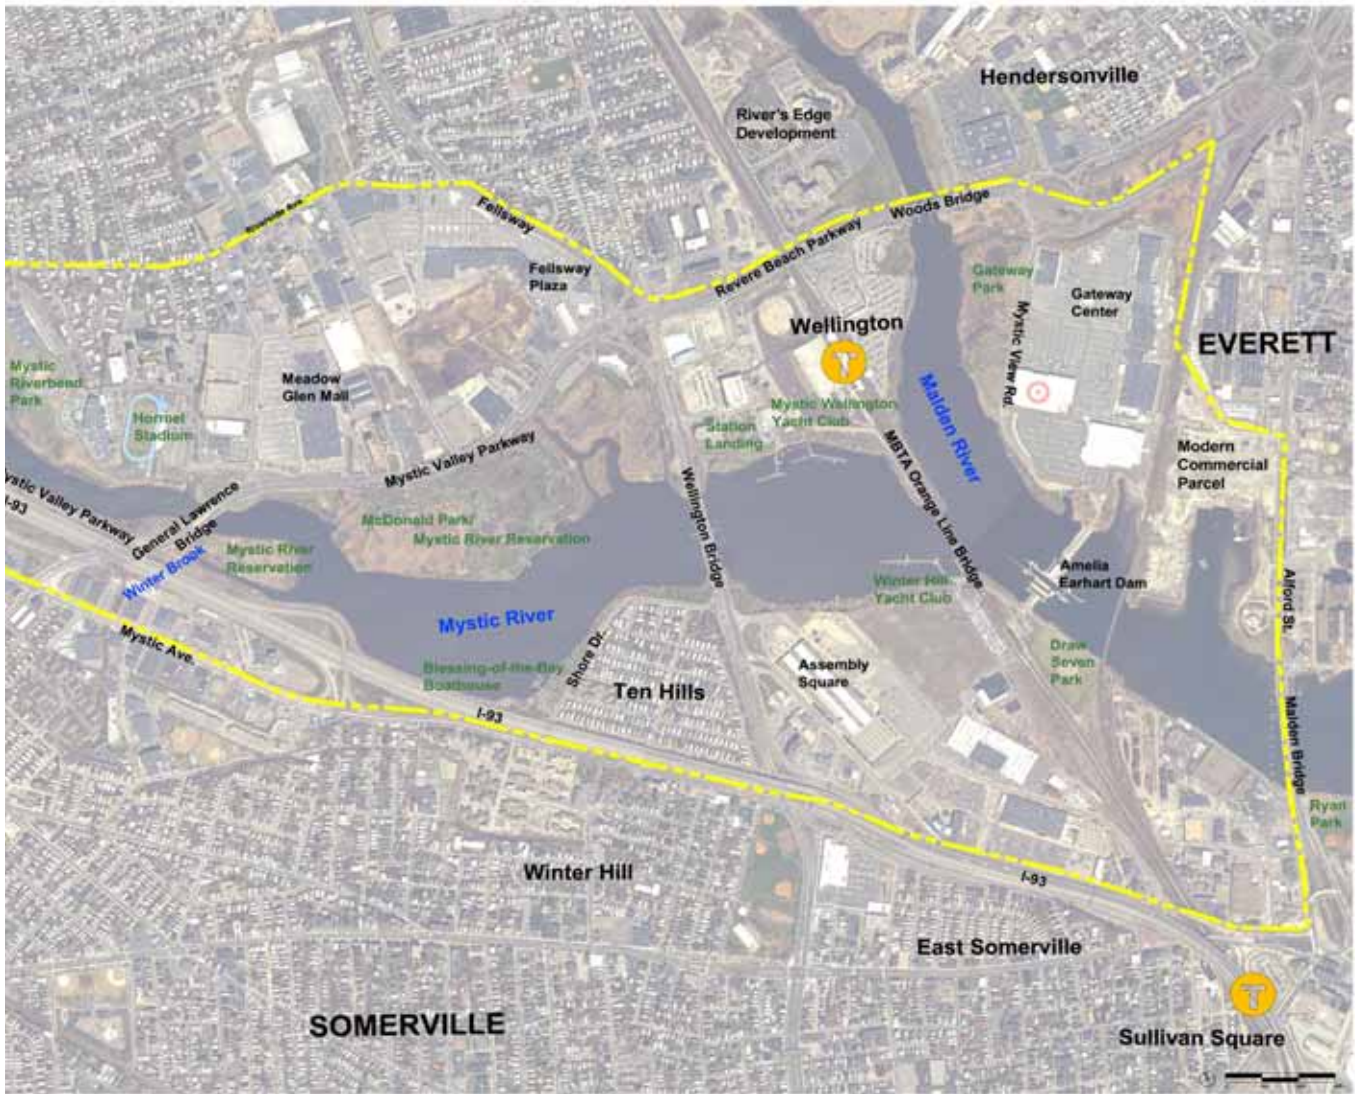 Hendersonville
River's Edge
Development
Woods Bridge
Riverside Ave.
Fellsway
Revere Beach Parkway
Fellsway
Plaza
Gateway
Park
Gateway
Center
Mystic View Rd.
Wellington
T
EVERETT
Mystic
Riverbend
Park
Meadow
Glen Mall
Hormel
Stadium
Station
Landing
Mystic Wellington
Yacht Club
Malden River
MBTA Orange Line Bridge
Modern
Commercial
Parcel
Mystic Valley Parkway
Wellington Bridge
Mystic Valley Parkway
I-93
General Lawrence
Bridge
McDonald Park/
Mystic River Reservation
Winter Brook
Mystic River
Reservation
Winter Hill
Yacht Club
Amelia
Earhart Dam
Alford St.
Mystic River
Mystic Ave.
Shore Dr.
Blessing-of-the-Bay
Boathouse
Ten Hills
Assembly
Square
Draw
Seven
Park
I-93
Malden Bridge
Ryan
Park
Winter Hill
I-93
East Somerville
T
SOMERVILLE
Sullivan Square